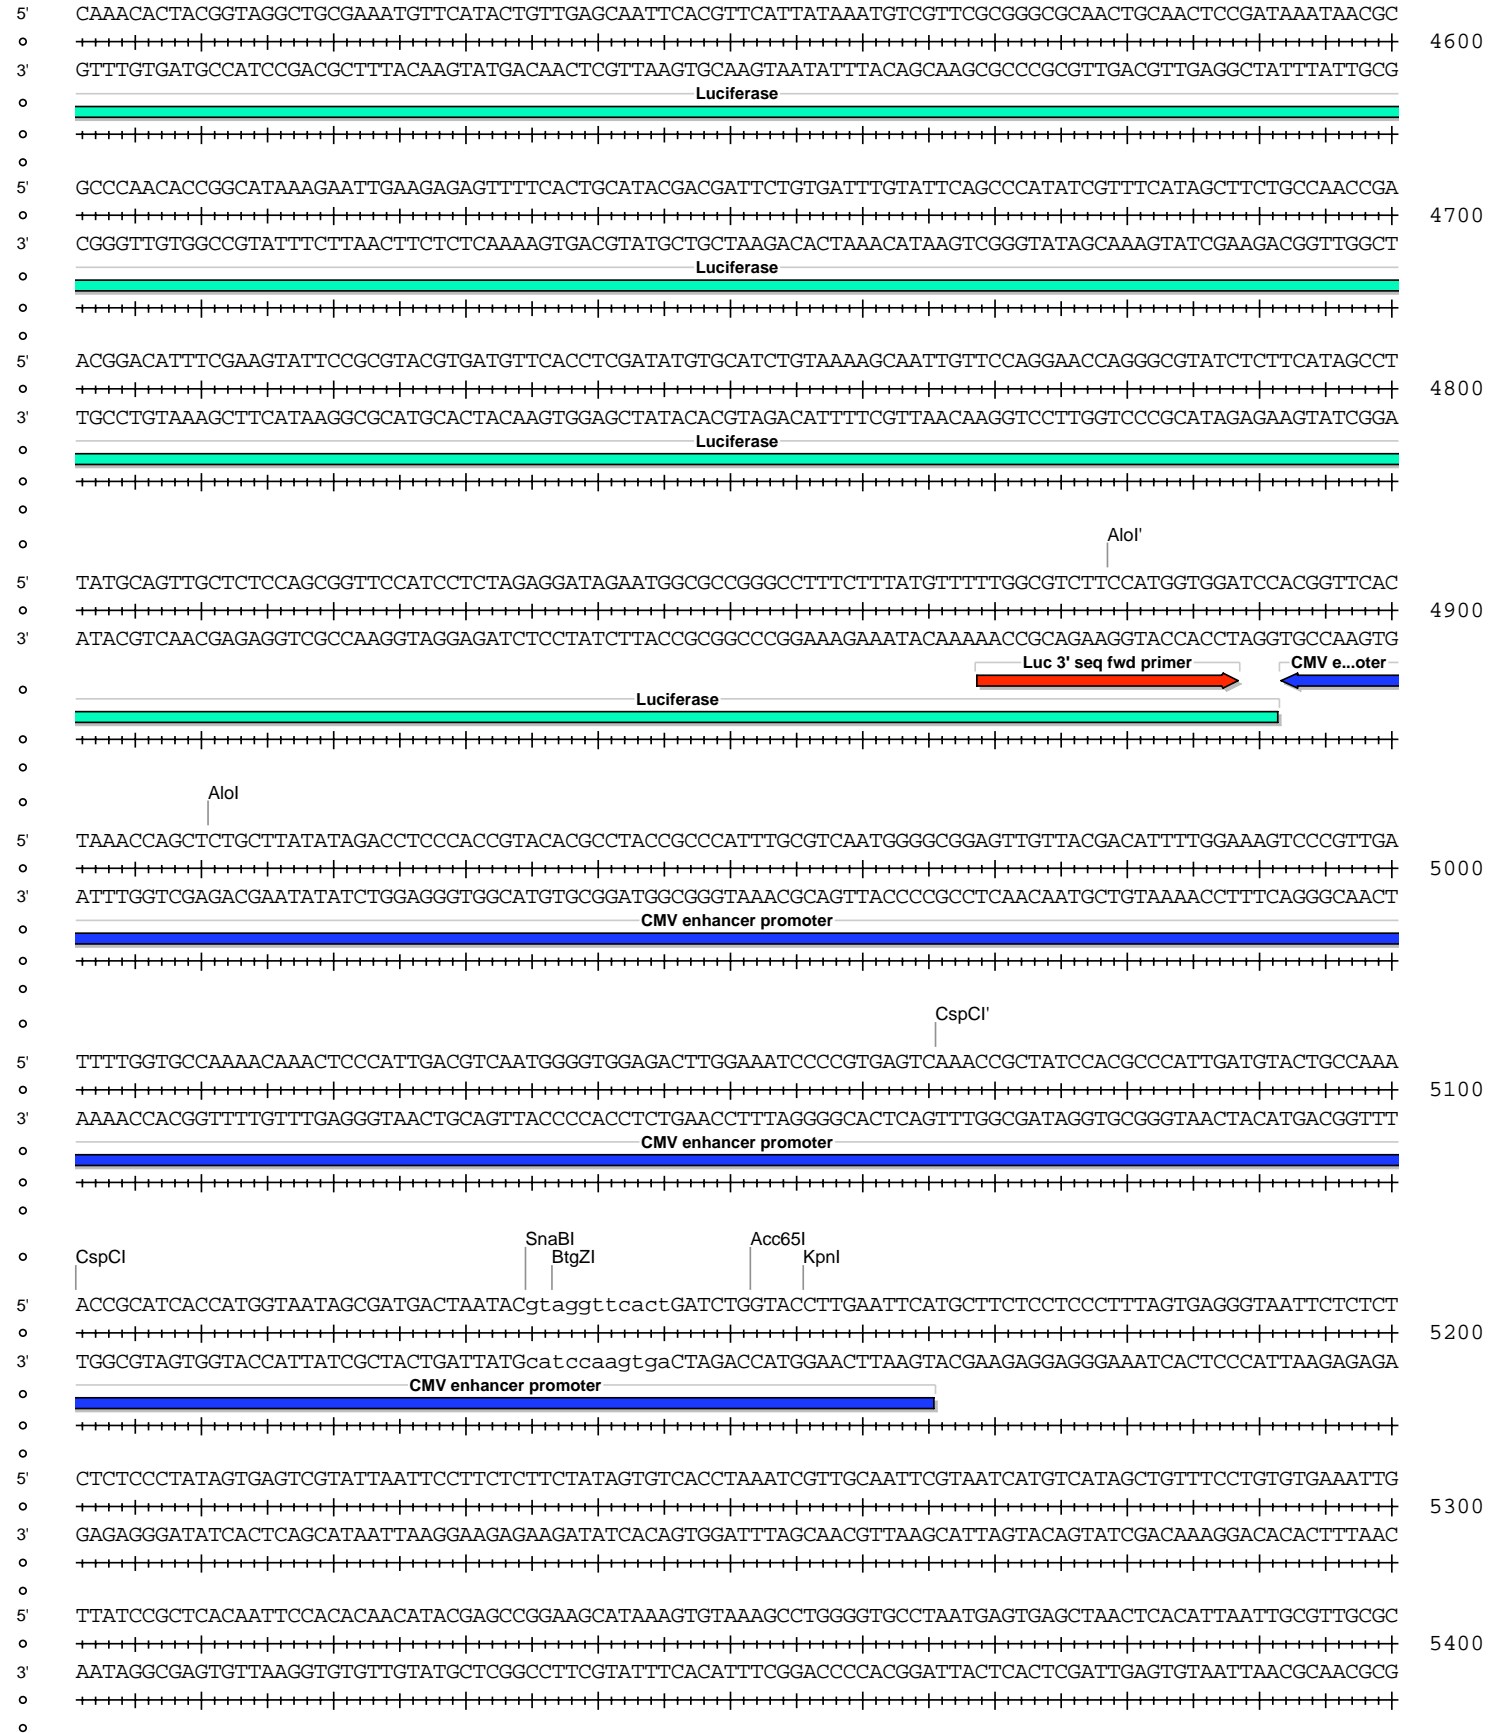 5' CAAACACTACGGTAGGCTGCGAAATGTTCATACTGTTGAGCAATTCACGTTCATTATAAATGTCGTTCGCGGGCGCAACTGCAACTCCGATAAATAACGC
4600
3' GTTTGTGATGCCATCCGACGCTTTACAAGTATGACAACTCGTTAAGTGCAAGTAATATTTACAGCAAGCGCCCGCGTTGACGTTGAGGCTATTTATTGCG
Luciferase
5' GCCCAACACCGGCATAAAGAATTGAAGAGAGTTTTCACTGCATACGACGATTCTGTGATTTGTATTCAGCCCATATCGTTTCATAGCTTCTGCCAACCGA
4700
3' CGGGTTGTGGCCGTATTTCTTAACTTCTCTCAAAAGTGACGTATGCTGCTAAGACACTAAACATAAGTCGGGTATAGCAAAGTATCGAAGACGGTTGGCT
Luciferase
5' ACGGACATTTCGAAGTATTCCGCGTACGTGATGTTCACCTCGATATGTGCATCTGTAAAAGCAATTGTTCCAGGAACCAGGGCGTATCTCTTCATAGCCT
4800
3' TGCCTGTAAAGCTTCATAAGGCGCATGCACTACAAGTGGAGCTATACACGTAGACATTTTCGTTAACAAGGTCCTTGGTCCCGCATAGAGAAGTATCGGA
Luciferase
AloI'
5' TATGCAGTTGCTCTCCAGCGGTTCCATCCTCTAGAGGATAGAATGGCGCCGGGCCTTTCTTTATGTTTTTGGCGTCTTCCATGGTGGATCCACGGTTCAC
4900
3' ATACGTCAACGAGAGGTCGCCAAGGTAGGAGATCTCCTATCTTACCGCGGCCCGGAAAGAAATACAAAAACCGCAGAAGGTACCACCTAGGTGCCAAGTG
Luc 3' seq fwd primer CMV e...oter
Luciferase
AloI
5' TAAACCAGCTCTGCTTATATAGACCTCCCACCGTACACGCCTACCGCCCATTTGCGTCAATGGGGCGGAGTTGTTACGACATTTTGGAAAGTCCCGTTGA
5000
3' ATTTGGTCGAGACGAATATATCTGGAGGGTGGCATGTGCGGATGGCGGGTAAACGCAGTTACCCCGCCTCAACAATGCTGTAAAACCTTTCAGGGCAACT
CMV enhancer promoter
CspCI'
5' TTTTGGTGCCAAAACAAACTCCCATTGACGTCAATGGGGTGGAGACTTGGAAATCCCCGTGAGTCAAACCGCTATCCACGCCCATTGATGTACTGCCAAA
5100
3' AAAACCACGGTTTTGTTTGAGGGTAACTGCAGTTACCCCACCTCTGAACCTTTAGGGGCACTCAGTTTGGCGATAGGTGCGGGTAACTACATGACGGTTT
CMV enhancer promoter
SnaBI Acc65I
CspCI BtgZI KpnI
5' ACCGCATCACCATGGTAATAGCGATGACTAATACgtaggttcactGATCTGGTACCTTGAATTCATGCTTCTCCTCCCTTTAGTGAGGGTAATTCTCTCT
5200
3' TGGCGTAGTGGTACCATTATCGCTACTGATTATGcatccaagtgaCTAGACCATGGAACTTAAGTACGAAGAGGAGGGAAATCACTCCCATTAAGAGAGA
CMV enhancer promoter
5' CTCTCCCTATAGTGAGTCGTATTAATTCCTTCTCTTCTATAGTGTCACCTAAATCGTTGCAATTCGTAATCATGTCATAGCTGTTTCCTGTGTGAAATTG
5300
3' GAGAGGGATATCACTCAGCATAATTAAGGAAGAGAAGATATCACAGTGGATTTAGCAACGTTAAGCATTAGTACAGTATCGACAAAGGACACACTTTAAC
5' TTATCCGCTCACAATTCCACACAACATACGAGCCGGAAGCATAAAGTGTAAAGCCTGGGGTGCCTAATGAGTGAGCTAACTCACATTAATTGCGTTGCGC
5400
3' AATAGGCGAGTGTTAAGGTGTGTTGTATGCTCGGCCTTCGTATTTCACATTTCGGACCCCACGGATTACTCACTCGATTGAGTGTAATTAACGCAACGCG